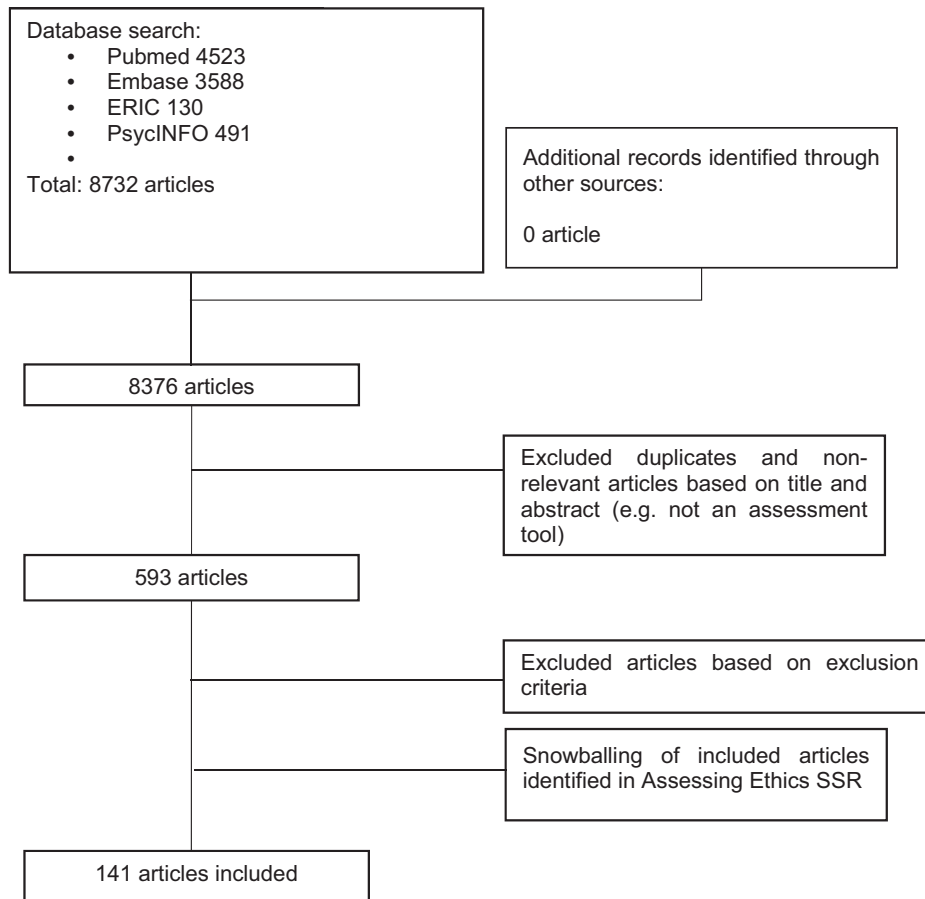 Database search:
• Pubmed 4523
• Embase 3588
• ERIC 130
• PsycINFO 491
•
Total: 8732 articles
Additional records identified through
other sources:
0 article
8376 articles
Excluded duplicates and non-
relevant articles based on title and
abstract (e.g. not an assessment
tool)
593 articles
Excluded articles based on exclusion
criteria
Snowballing of included articles
identified in Assessing Ethics SSR
141 articles included